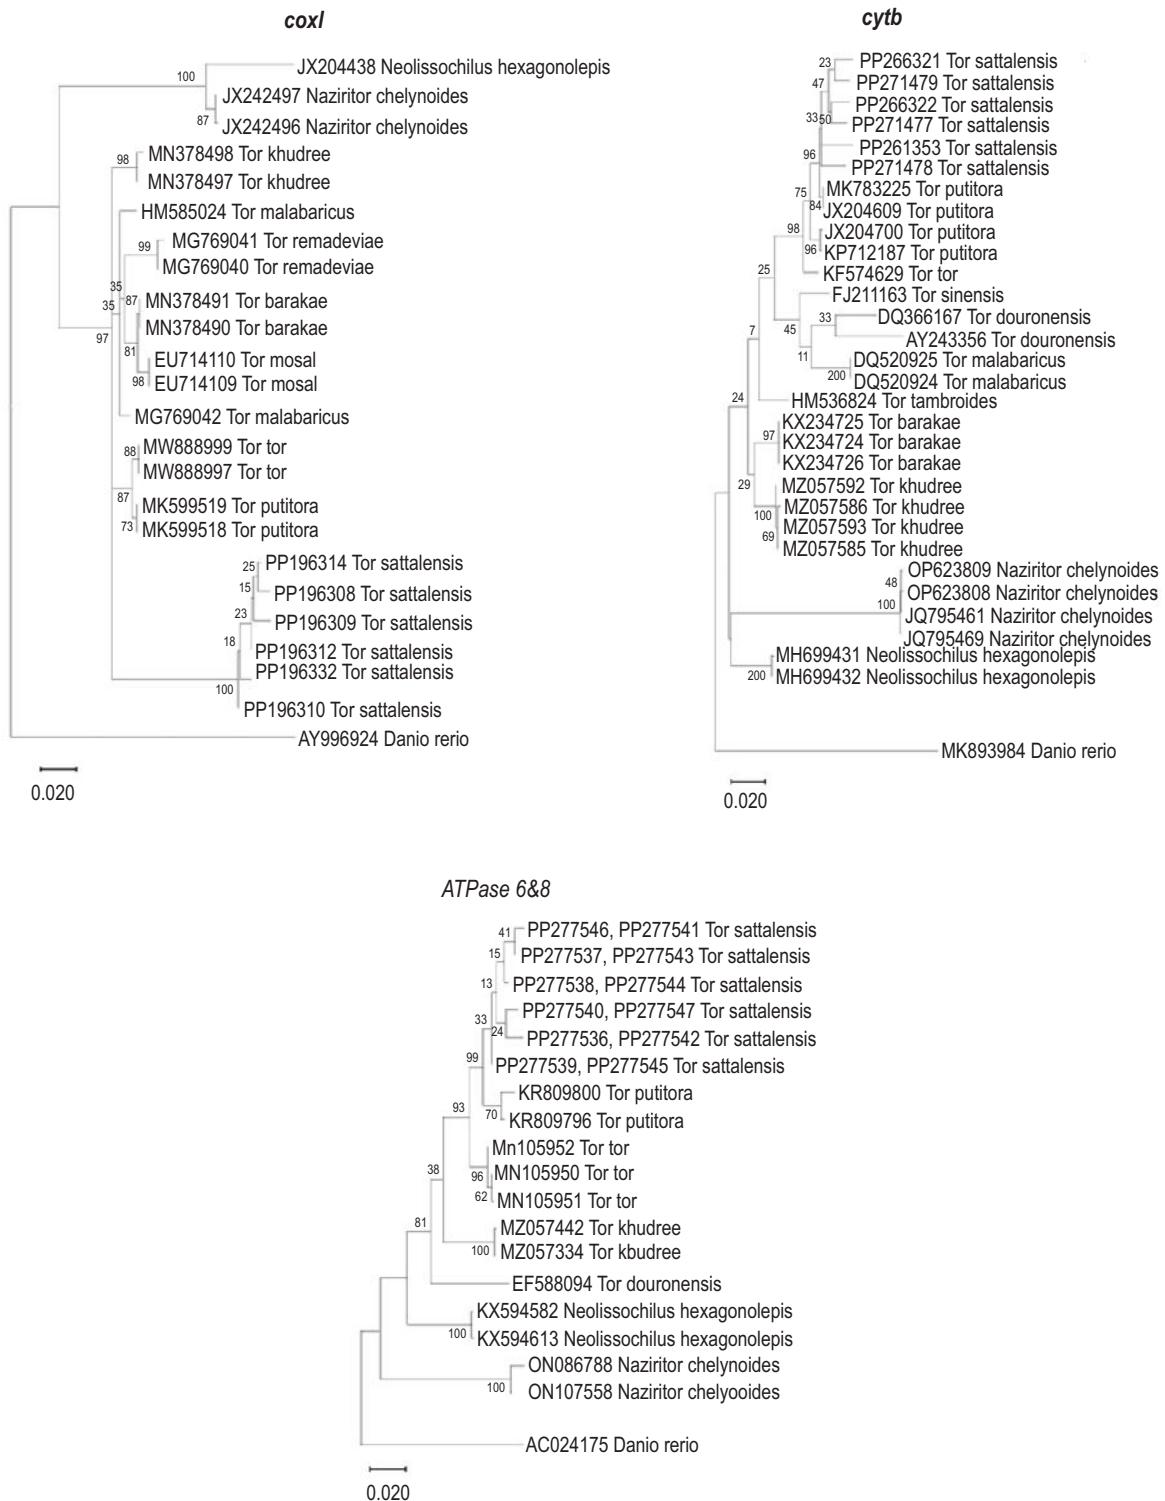 coxI
100
JX204438 Neolissochilus hexagonolepis
JX242497 Naziritor chelynoides
87
JX242496 Naziritor chelynoides
98
MN378498 Tor khudree
MN378497 Tor khudree
HM585024 Tor malabaricus
99
MG769041 Tor remadeviae
MG769040 Tor remadeviae
35
35
87
MN378491 Tor barakae
MN378490 Tor barakae
97
81
EU714110 Tor mosal
98
EU714109 Tor mosal
MG769042 Tor malabaricus
88
MW888999 Tor tor
MW888997 Tor tor
87
MK599519 Tor putitora
73
MK599518 Tor putitora
25
PP196314 Tor sattalensis
15
PP196308 Tor sattalensis
23
PP196309 Tor sattalensis
18
PP196312 Tor sattalensis
PP196332 Tor sattalensis
100
PP196310 Tor sattalensis
AY996924 Danio rerio
0.020
cytb
23
PP266321 Tor sattalensis
47
PP271479 Tor sattalensis
PP266322 Tor sattalensis
33
50
PP271477 Tor sattalensis
PP261353 Tor sattalensis
96
PP271478 Tor sattalensis
75
MK783225 Tor putitora
84
JX204609 Tor putitora
98
JX204700 Tor putitora
96
KP712187 Tor putitora
25
KF574629 Tor tor
FJ211163 Tor sinensis
45
33
DQ366167 Tor douronensis
7
AY243356 Tor douronensis
11
DQ520925 Tor malabaricus
200
DQ520924 Tor malabaricus
24
HM536824 Tor tambroides
KX234725 Tor barakae
97
KX234724 Tor barakae
KX234726 Tor barakae
29
MZ057592 Tor khudree
100
MZ057586 Tor khudree
MZ057593 Tor khudree
69
MZ057585 Tor khudree
OP623809 Naziritor chelynoides
48
OP623808 Naziritor chelynoides
100
JQ795461 Naziritor chelynoides
JQ795469 Naziritor chelynoides
MH699431 Neolissochilus hexagonolepis
200
MH699432 Neolissochilus hexagonolepis
MK893984 Danio rerio
0.020
ATPase 6&8
41
PP277546, PP277541 Tor sattalensis
15
PP277537, PP277543 Tor sattalensis
13
PP277538, PP277544 Tor sattalensis
PP277540, PP277547 Tor sattalensis
33
24
PP277536, PP277542 Tor sattalensis
99
PP277539, PP277545 Tor sattalensis
KR809800 Tor putitora
93
70
KR809796 Tor putitora
Mn105952 Tor tor
38
96
MN105950 Tor tor
62
MN105951 Tor tor
81
MZ057442 Tor khudree
100
MZ057334 Tor kbudree
EF588094 Tor douronensis
KX594582 Neolissochilus hexagonolepis
100
KX594613 Neolissochilus hexagonolepis
ON086788 Naziritor chelynoides
100
ON107558 Naziritor chelyooides
AC024175 Danio rerio
0.020